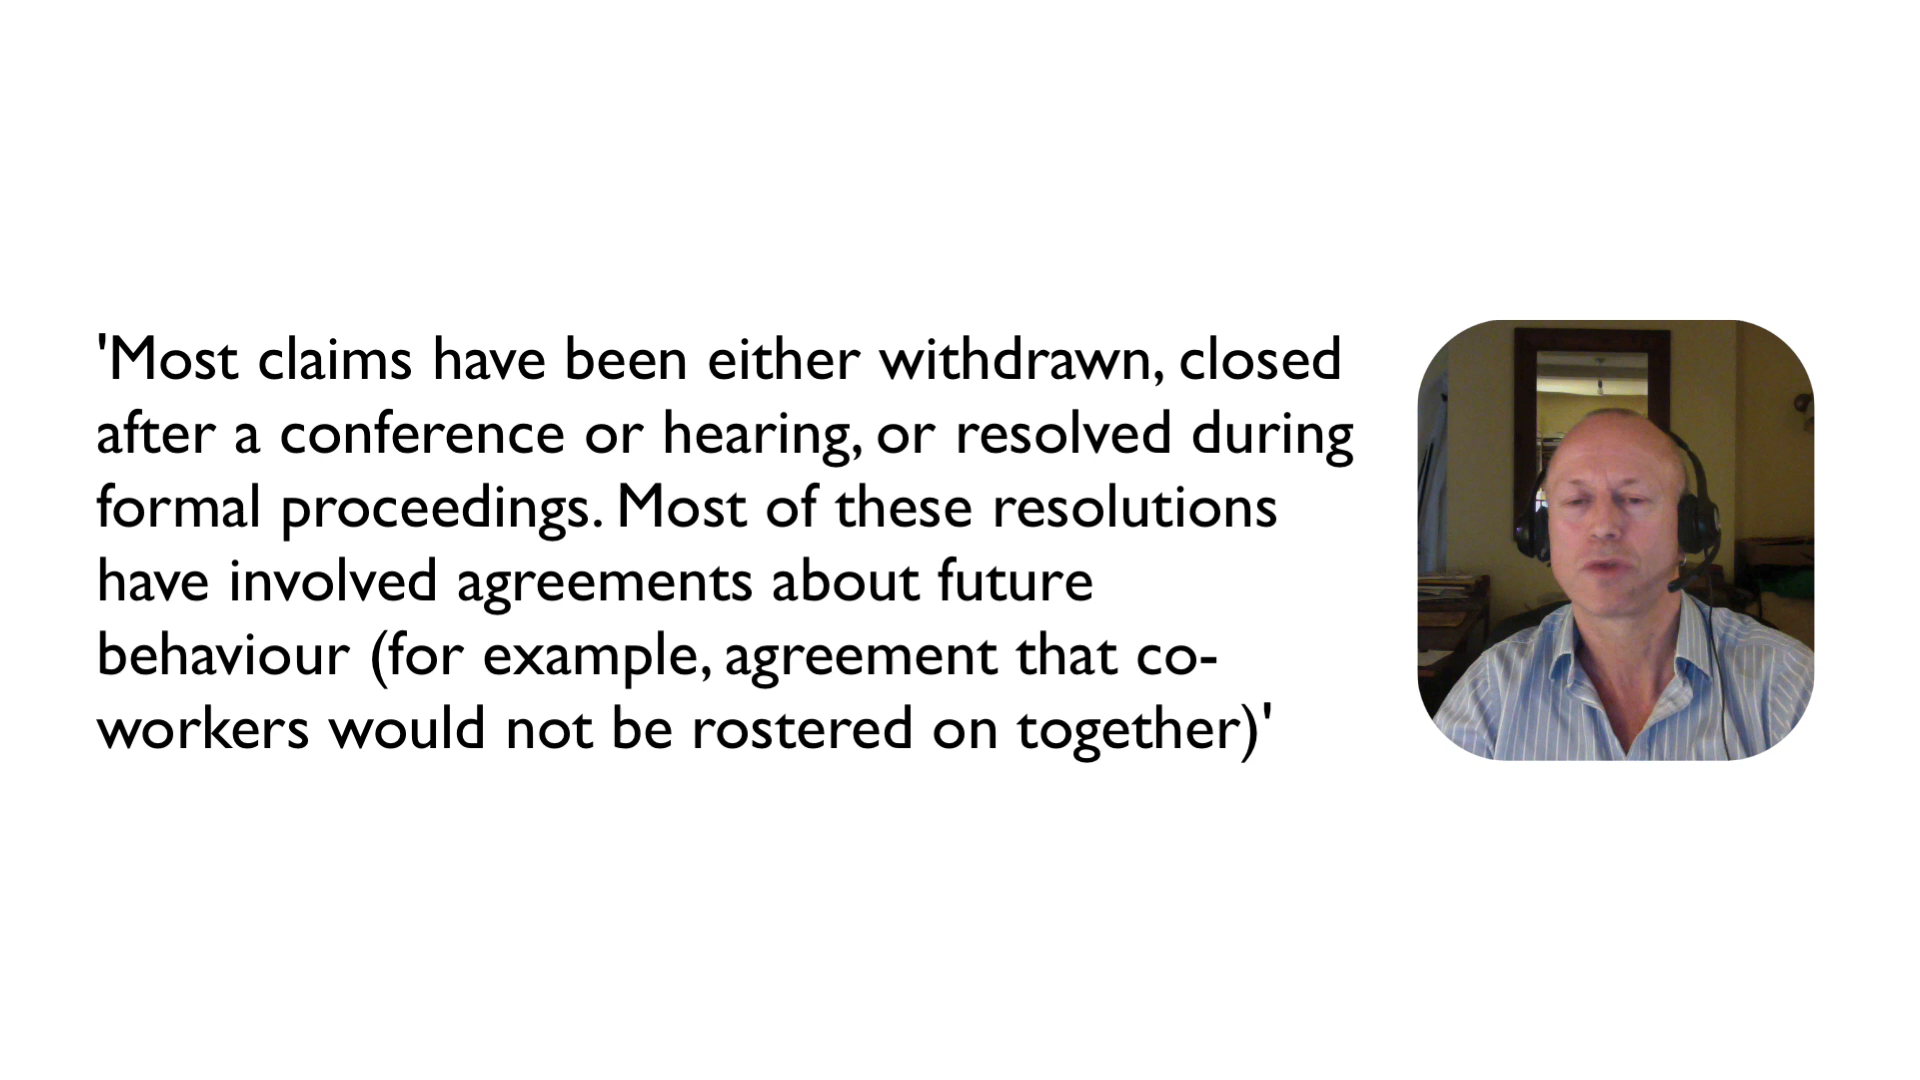 'Most claims have been either withdrawn, closed
after a conference or hearing, or resolved during
formal proceedings. Most of these resolutions
have involved agreements about future
behaviour (for example, agreement that co-
workers would not be rostered on together)'